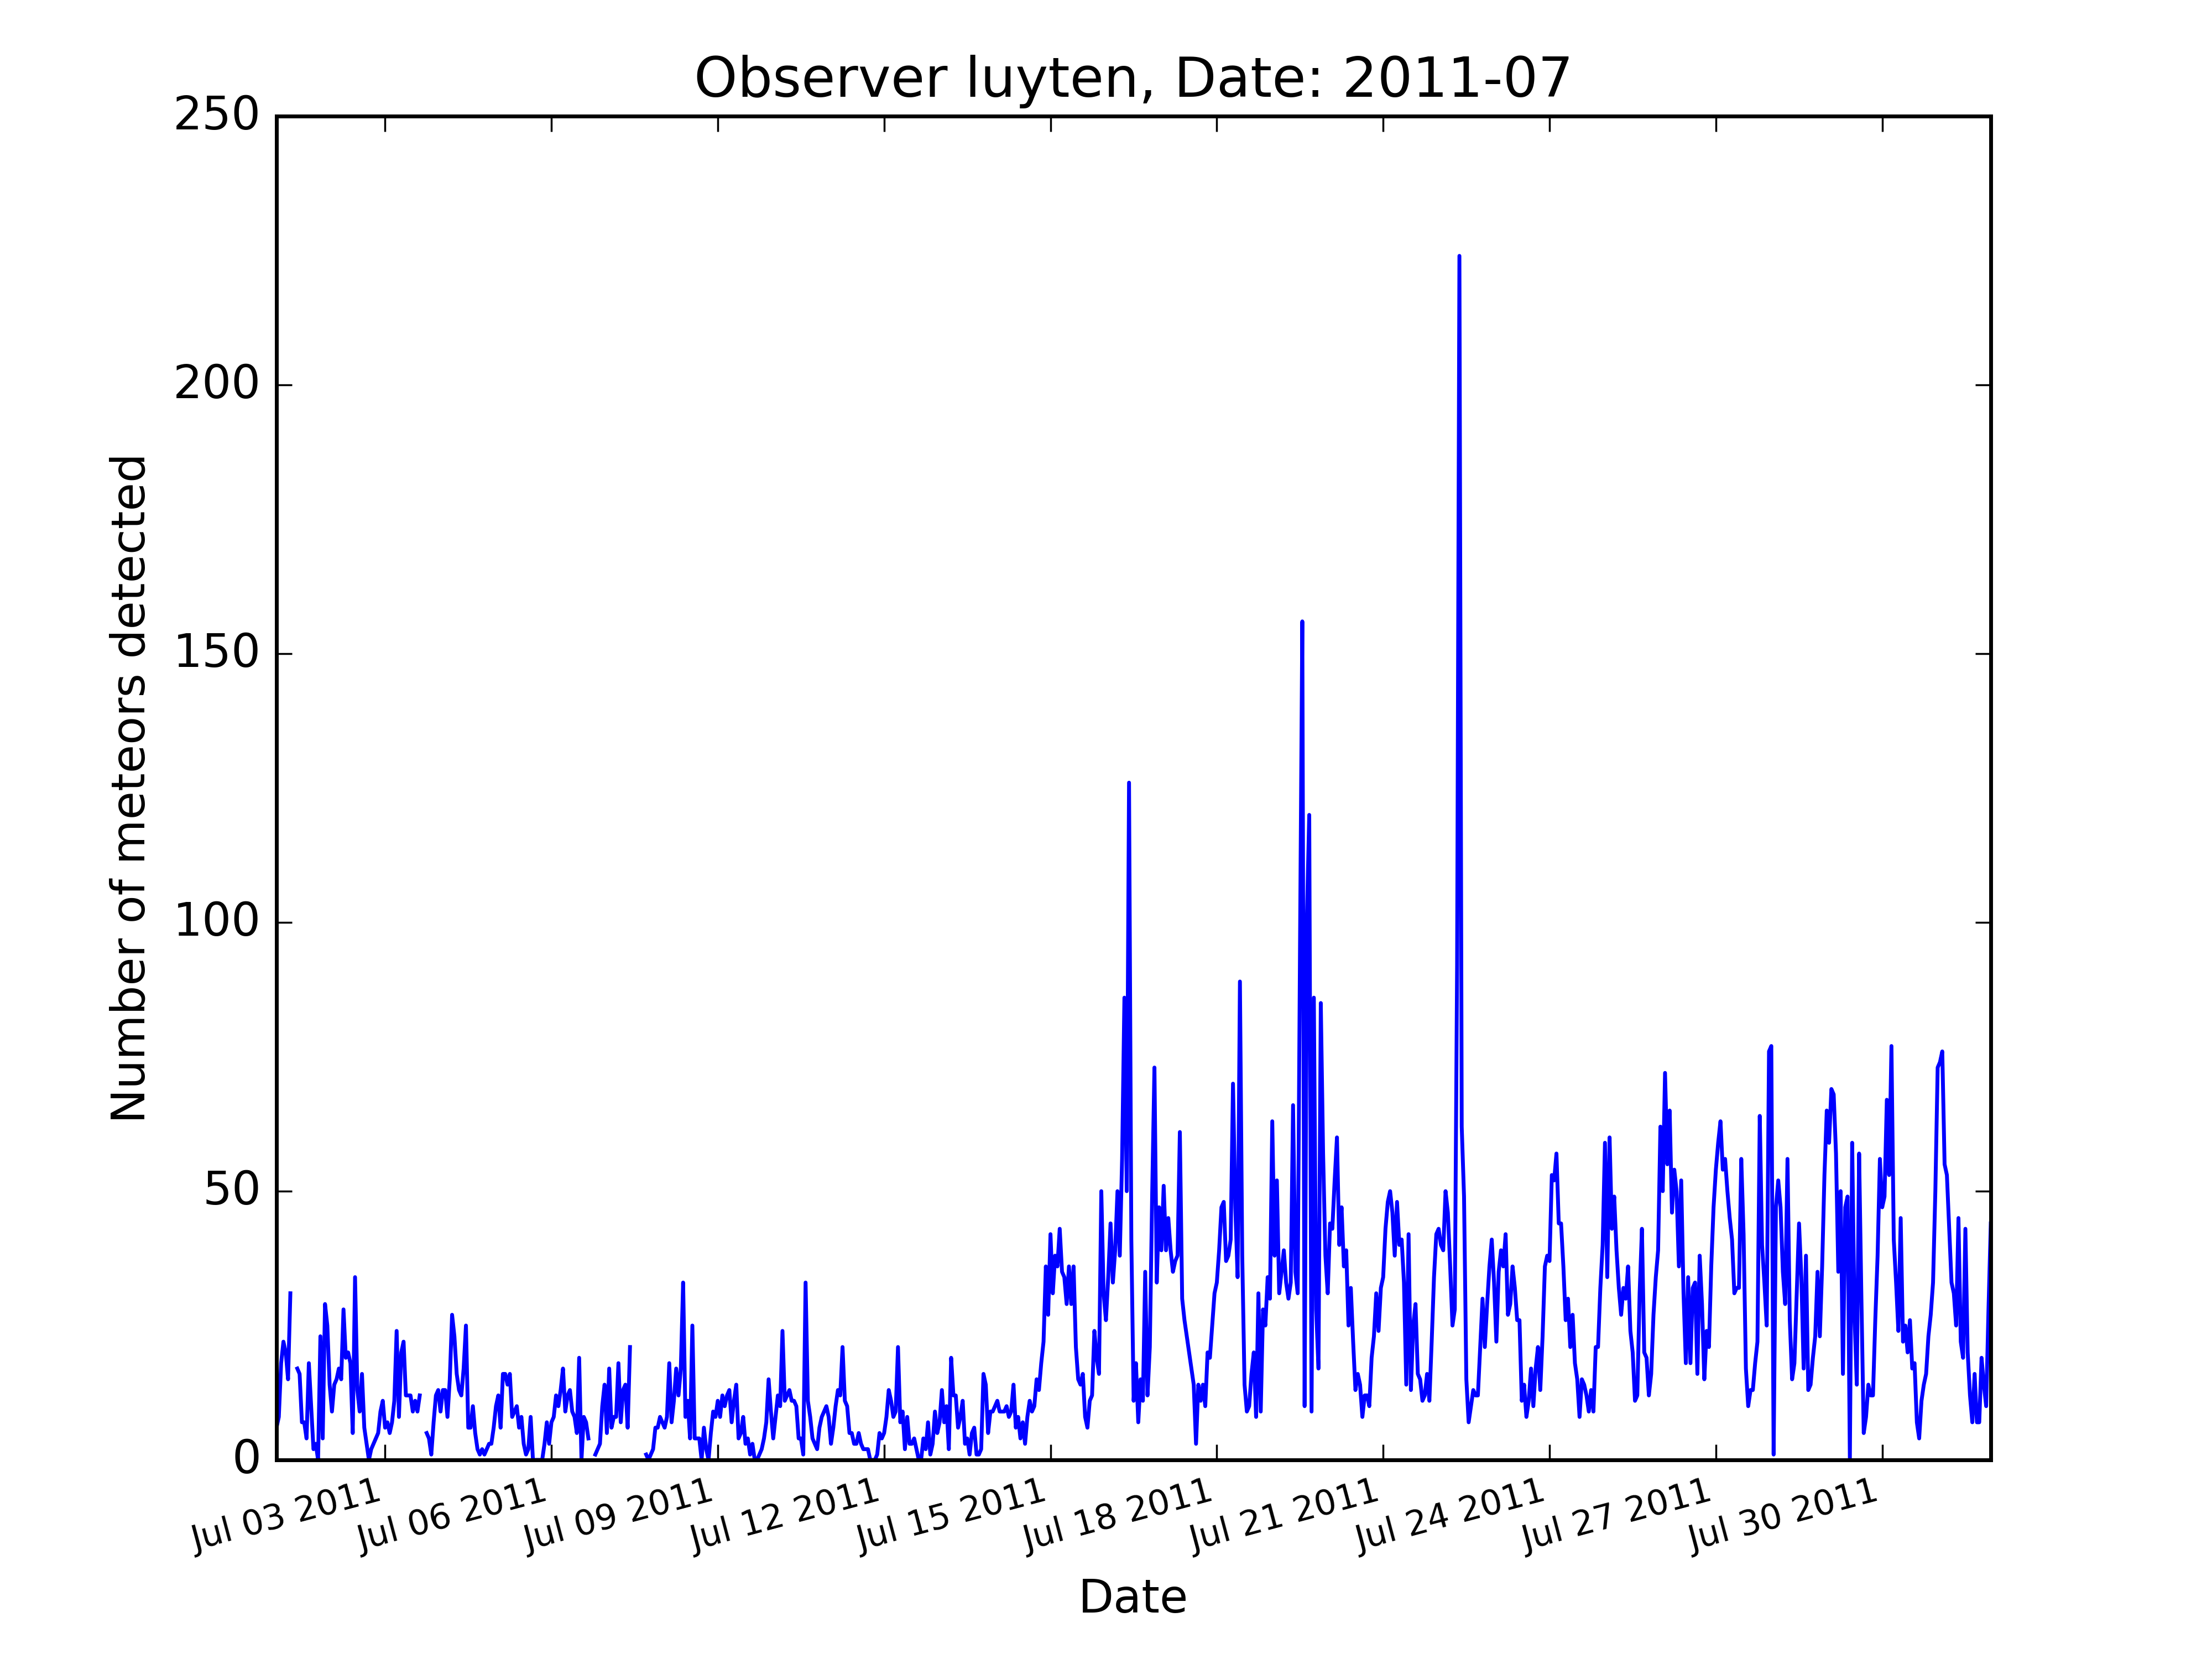 Observer luyten, Date: 2011-07
250
200
150
100
50
0
Number of meteors detected
Jul 03 2011
Jul 06 2011
Jul 09 2011
Jul 12 2011
Jul 15 2011
Jul 18 2011
Jul 21 2011
Jul 24 2011
Jul 27 2011
Jul 30 2011
Date